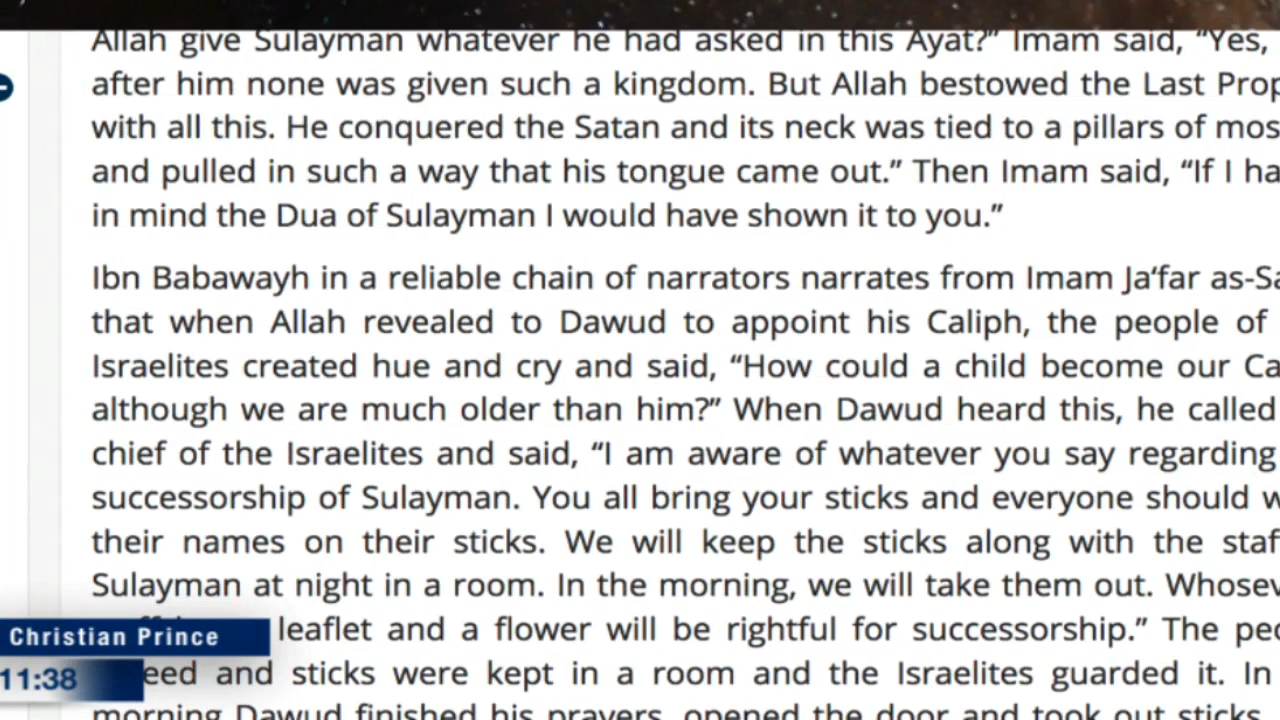 Allah give Sulayman whatever he had asked in this Ayat?” Imam said, “Yes,
after him none was given such a kingdom. But Allah bestowed the Last Prop
with all this. He conquered the Satan and its neck was tied to a pillars of mos
and pulled in such a way that his tongue came out.” Then Imam said, “If I ha
in mind the Dua of Sulayman I would have shown it to you.”
Ibn Babawayh in a reliable chain of narrators narrates from Imam Ja‘far as-Sa
that when Allah revealed to Dawud to appoint his Caliph, the people of
Israelites created hue and cry and said, “How could a child become our Ca
although we are much older than him?” When Dawud heard this, he called
chief of the Israelites and said, “I am aware of whatever you say regarding
successorship of Sulayman. You all bring your sticks and everyone should w
their names on their sticks. We will keep the sticks along with the staf
Sulayman at night in a room. In the morning, we will take them out. Whosev
leaflet and a flower will be rightful for successorship.” The peo
Christian Prince
eed and sticks were kept in a room and the Israelites guarded it. In
11:38
morning Dawud finished his prayers, opened the door and took out sticks